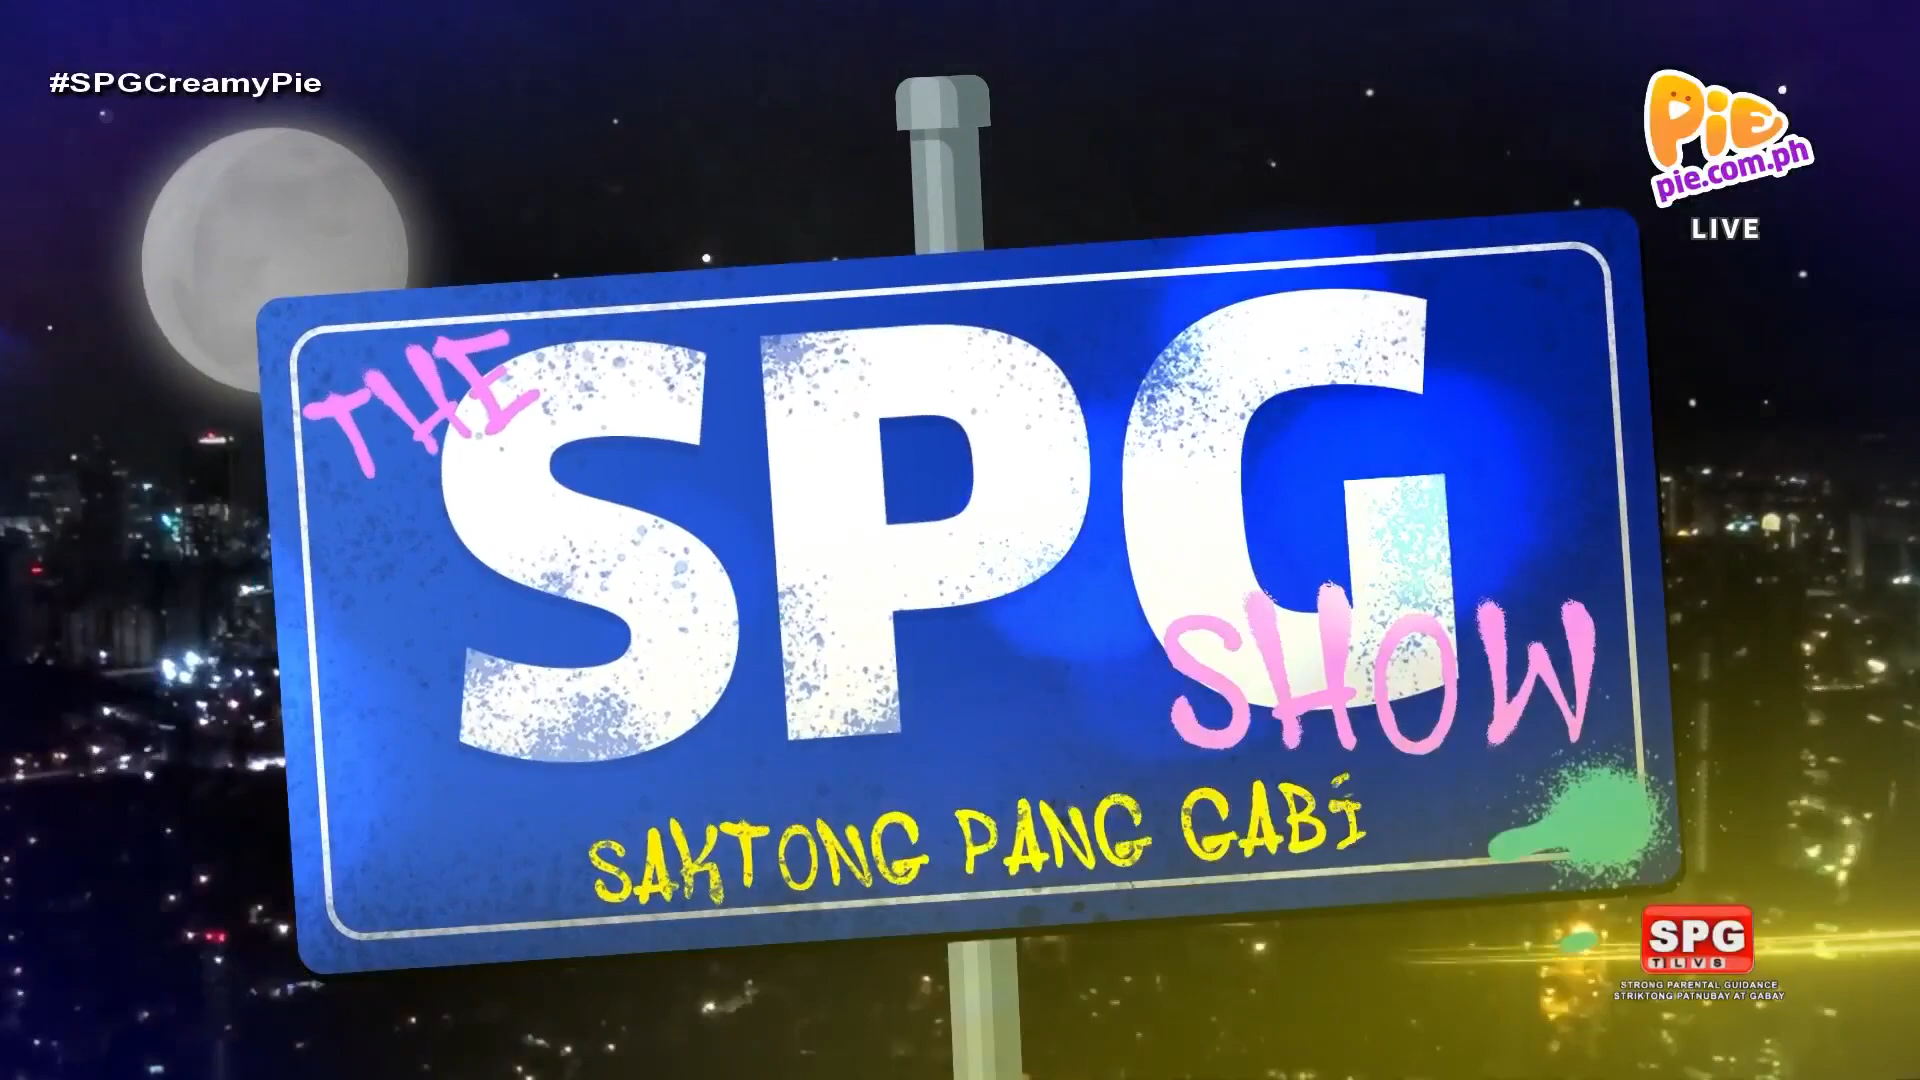 #SPGCreamyPie
PiE
pie.com.ph
LIVE
THE
SPG
SHOW
SAKTONG PANG GABi
SPG
T L V S
STRONG PARENTAL GUIDANCE
STRIKTONG PATNUBAY AT GABAY